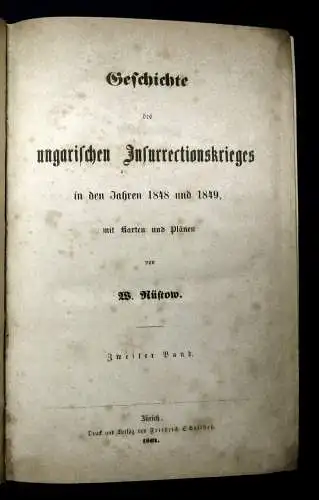 Geschichte
des
ungarischen Insurrectionskrieges
in den Jahren 1848 und 1849,
mit Karten und Plänen
von
W. Rüstow.
Zweiter Band.
Zürich.
Druck und Verlag von Friedrich Schultheß.
1861.